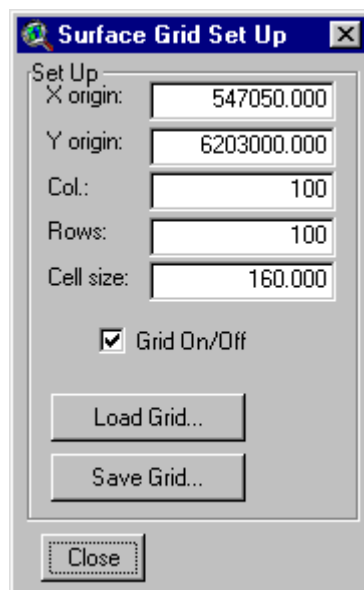 Surface Grid Set Up
Set Up
X origin: 547050.000
Y origin: 6203000.000
Col.: 100
Rows: 100
Cell size: 160.000
Grid On/Off
Load Grid...
Save Grid...
Close